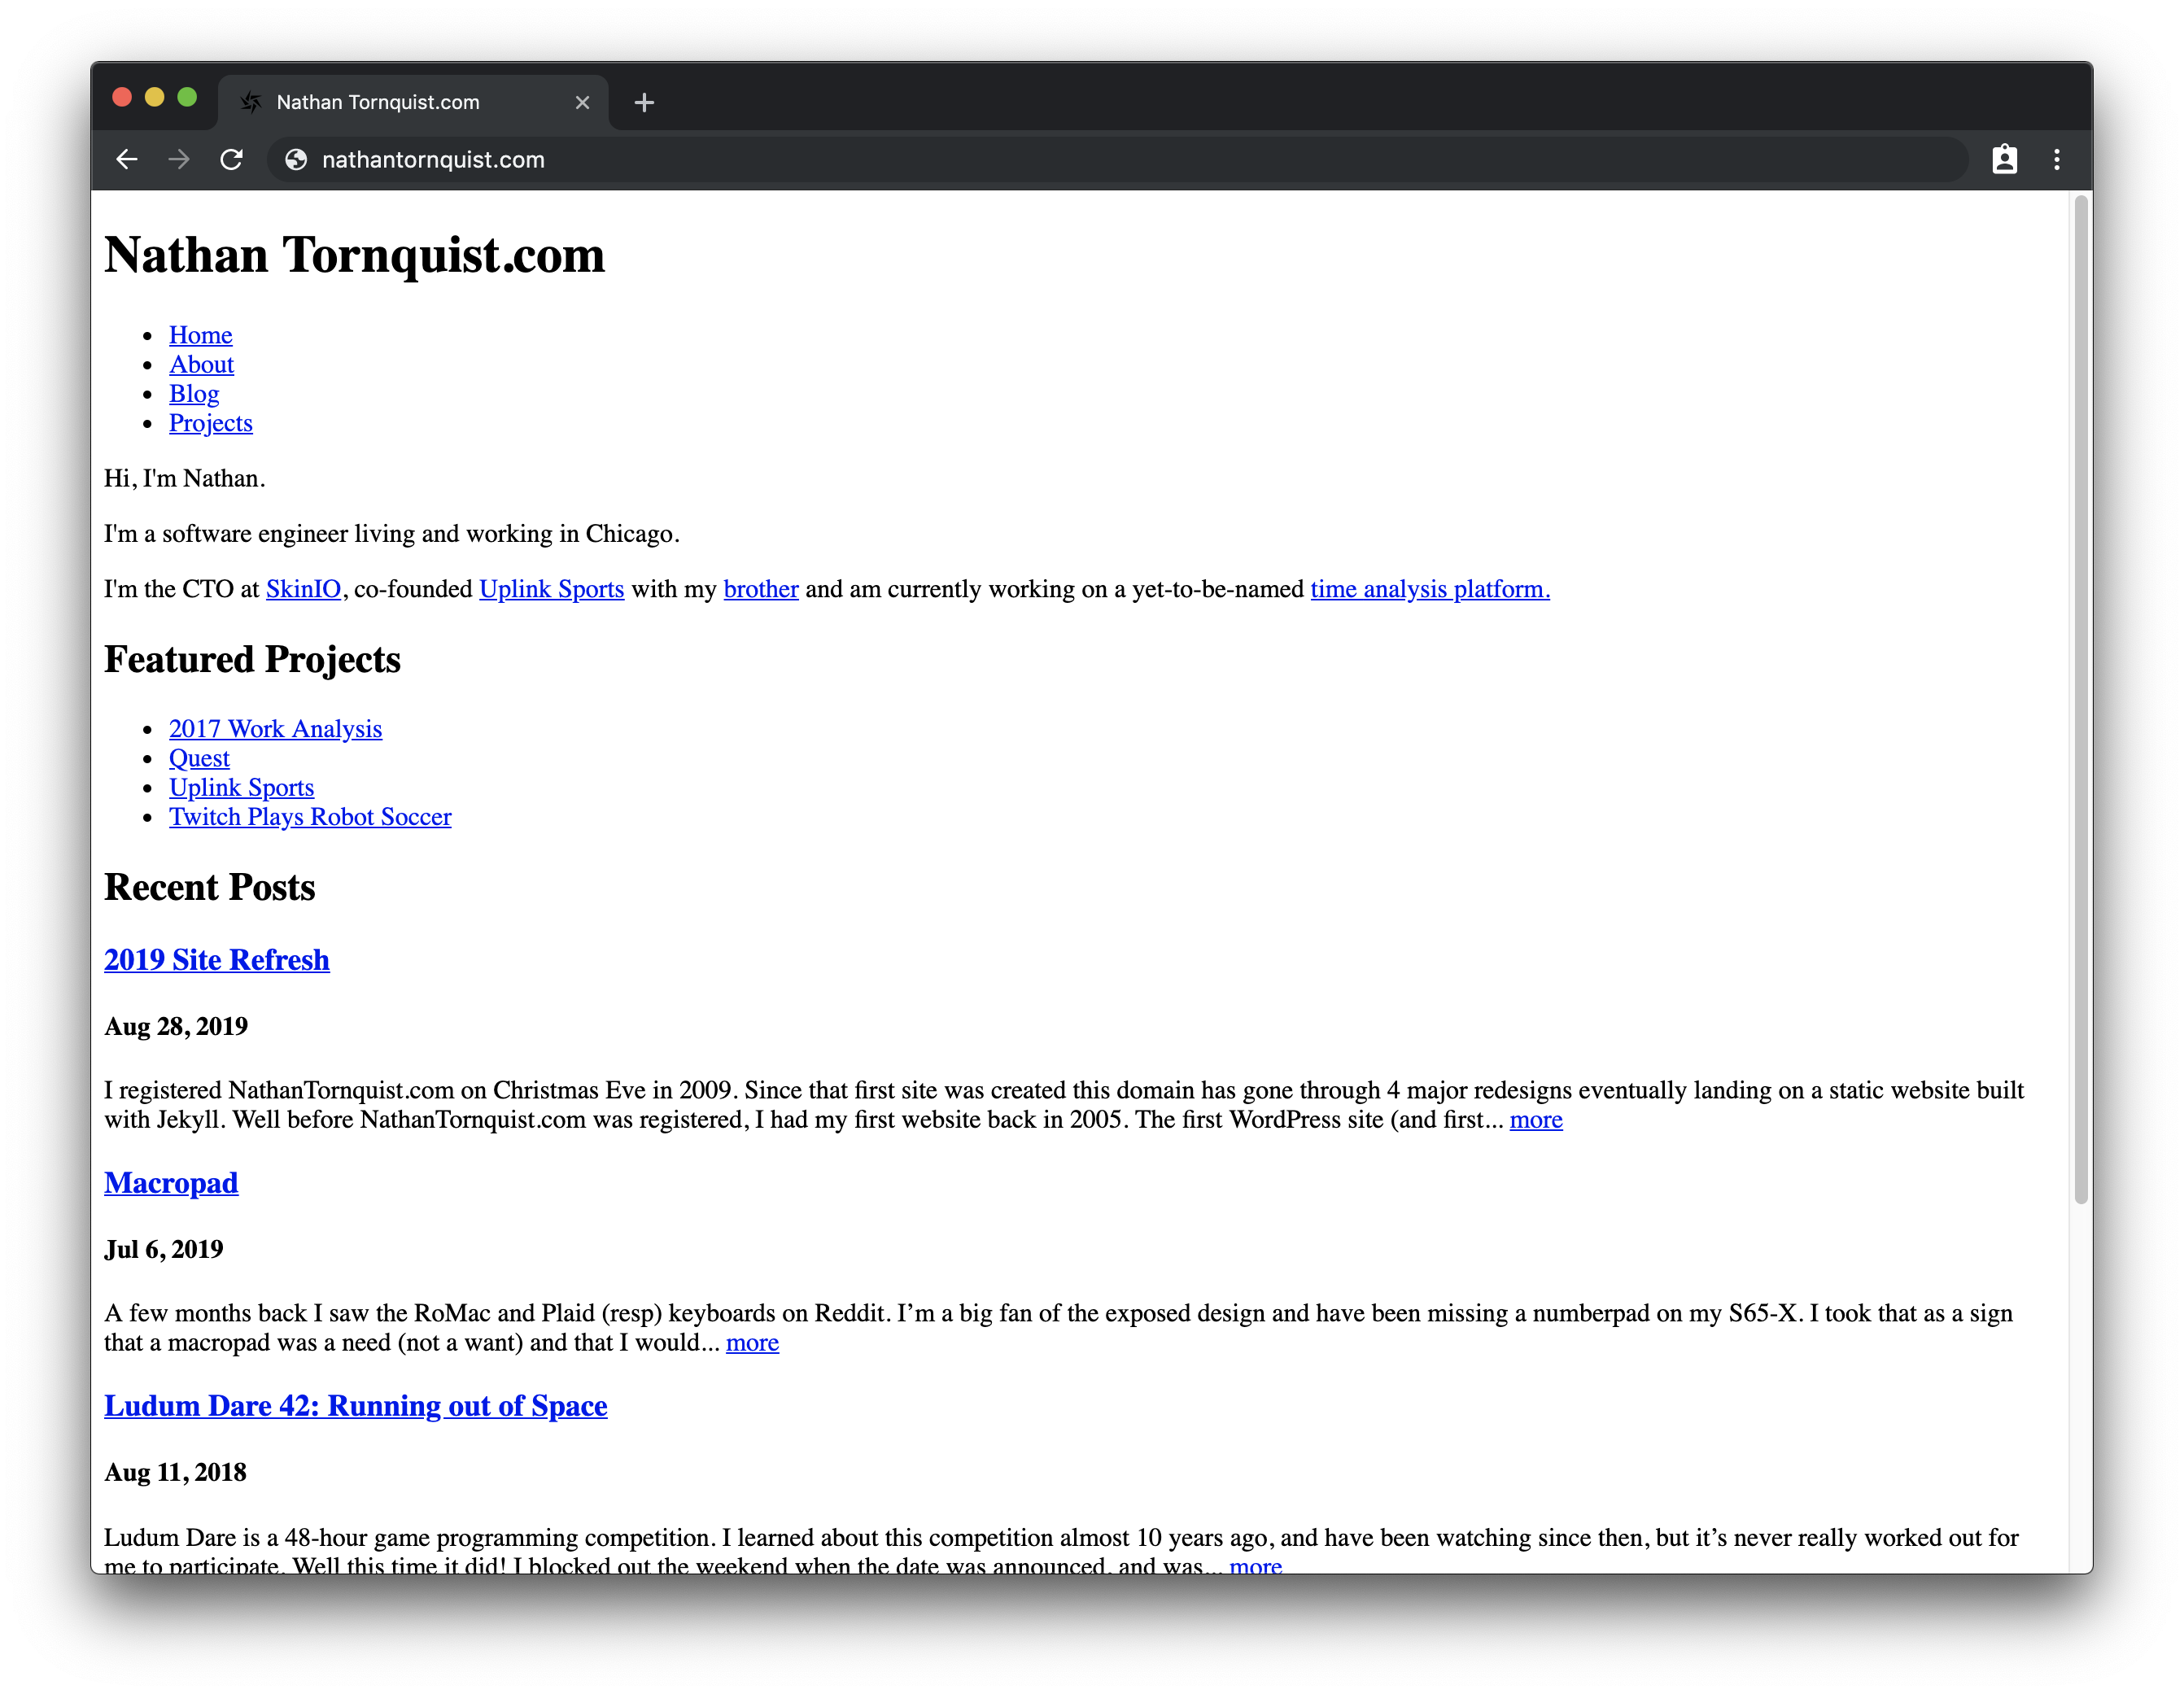 Nathan Tornquist.com
nathantornquist.com
Nathan Tornquist.com
Home
About
Blog
Projects
Hi, I'm Nathan.
I'm a software engineer living and working in Chicago.
I'm the CTO at SkinIO, co-founded Uplink Sports with my brother and am currently working on a yet-to-be-named time analysis platform.
Featured Projects
2017 Work Analysis
Quest
Uplink Sports
Twitch Plays Robot Soccer
Recent Posts
2019 Site Refresh
Aug 28, 2019
I registered NathanTornquist.com on Christmas Eve in 2009. Since that first site was created this domain has gone through 4 major redesigns eventually landing on a static website built
with Jekyll. Well before NathanTornquist.com was registered, I had my first website back in 2005. The first WordPress site (and first... more
Macropad
Jul 6, 2019
A few months back I saw the RoMac and Plaid (resp) keyboards on Reddit. I’m a big fan of the exposed design and have been missing a numberpad on my S65-X. I took that as a sign
that a macropad was a need (not a want) and that I would... more
Ludum Dare 42: Running out of Space
Aug 11, 2018
Ludum Dare is a 48-hour game programming competition. I learned about this competition almost 10 years ago, and have been watching since then, but it’s never really worked out for
me to participate. Well this time it did! I blocked out the weekend when the date was announced, and was... more